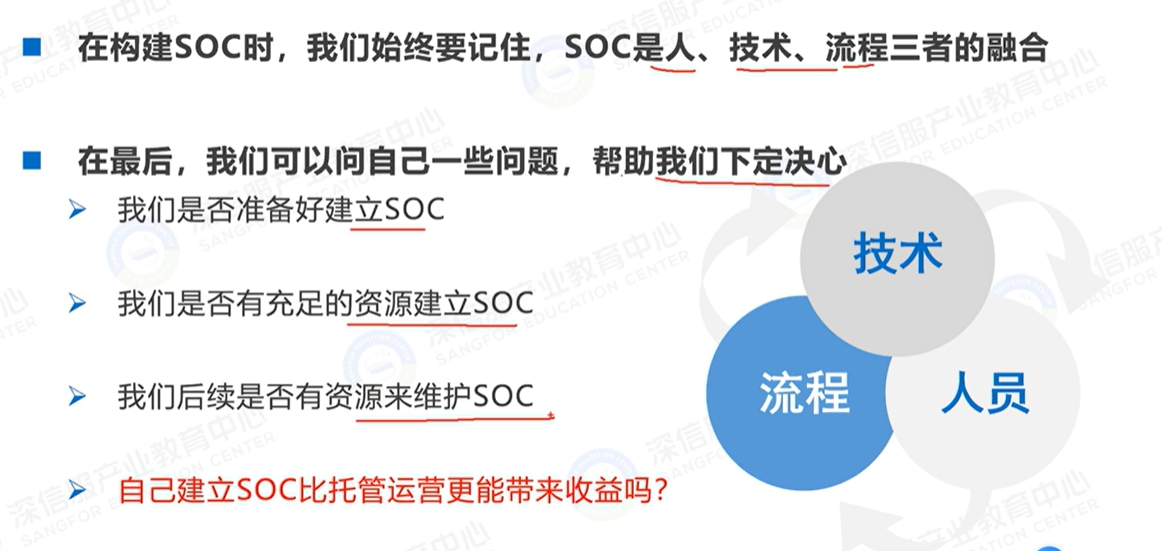 在构建SOC时，我们始终要记住，SOC是人、技术、流程三者的融合
在最后，我们可以问自己一些问题，帮助我们下定决心
我们是否准备好建立SOC
我们是否有充足的资源建立SOC
我们后续是否有资源来维护SOC
自己建立SOC比托管运营更能带来收益吗？
技术
流程
人员
深信服产业教育中心
SANGFOR EDUCATION CENTER